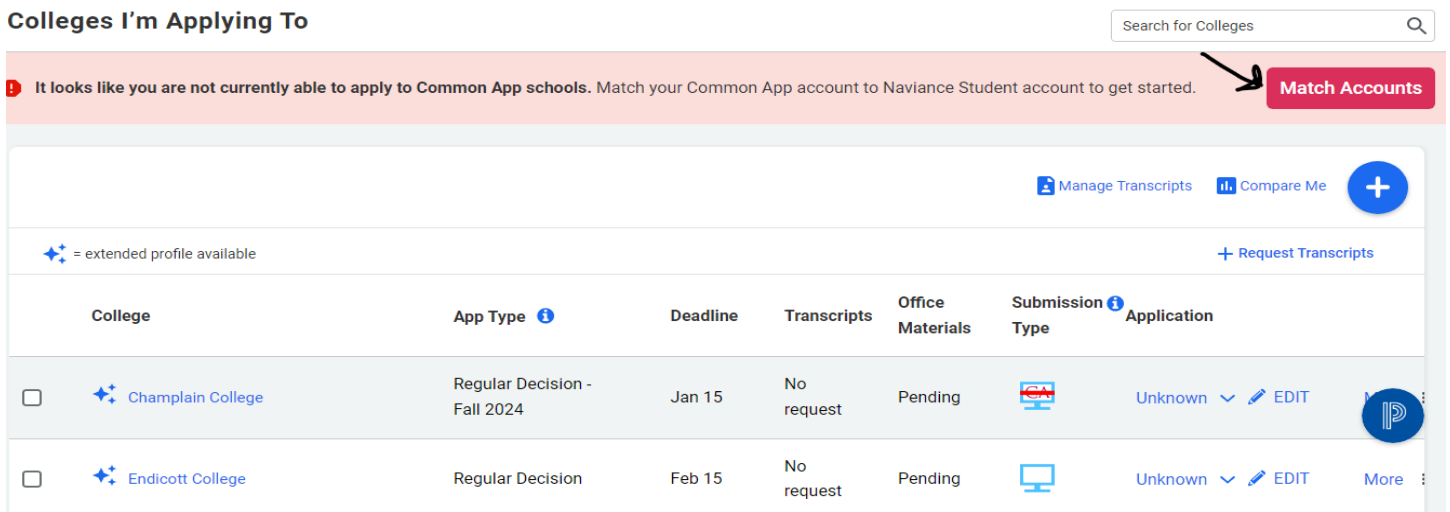 Colleges I'm Applying To
Search for Colleges
It looks like you are not currently able to apply to Common App schools. Match your Common App account to Naviance Student account to get started.
Match Accounts
Manage Transcripts
Compare Me
= extended profile available
+ Request Transcripts
College
App Type
Deadline
Transcripts
Office
Materials
Submission
Type
Application
Champlain College
Regular Decision -
Fall 2024
Jan 15
No
request
Pending
CA
Unknown
EDIT
Endicott College
Regular Decision
Feb 15
No
request
Pending
Unknown
EDIT
More